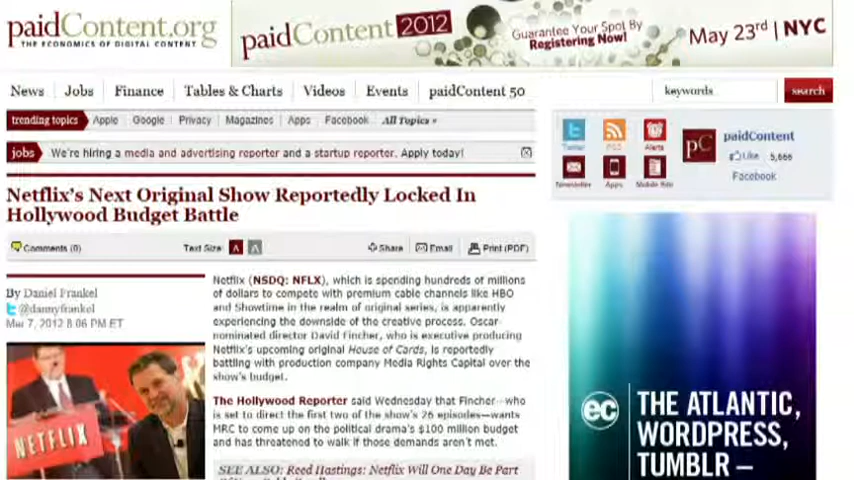 paidContent.org
THE ECONOMICS OF DIGITAL CONTENT
paidContent 2012
Guarantee Your Spot By
Registering Now!
May 23rd | NYC
News Jobs Finance Tables & Charts Videos Events paidContent 50
keywords
search
trending topics Apple Google Privacy Magazines Apps Facebook All Topics »
jobs We're hiring a media and advertising reporter and a startup reporter. Apply today!
Twitter RSS Alerts
Newsletter Apps Mobile Site
pC
paidContent
Like 5,666
Facebook
Netflix's Next Original Show Reportedly Locked In
Hollywood Budget Battle
Comments (0) Text Size A A Share Email Print (PDF)
By Daniel Frankel
@dannyfrankel
Mar 7, 2012 8:06 PM ET
NETFLIX
Netflix (NSDQ: NFLX), which is spending hundreds of millions
of dollars to compete with premium cable channels like HBO
and Showtime in the realm of original series, is apparently
experiencing the downside of the creative process. Oscar-
nominated director David Fincher, who is executive producing
Netflix's upcoming original House of Cards, is reportedly
battling with production company Media Rights Capital over the
show's budget.
The Hollywood Reporter said Wednesday that Fincher—who
is set to direct the first two of the show's 26 episodes—wants
MRC to come up on the political drama's $100 million budget
and has threatened to walk if those demands aren't met.
SEE ALSO: Reed Hastings: Netflix Will One Day Be Part
ec
THE ATLANTIC,
WORDPRESS,
TUMBLR —